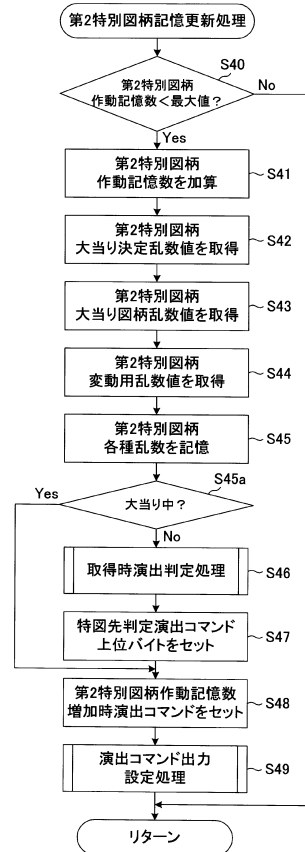 第2特別図柄記憶更新処理
S40
第2特別図柄
作動記憶数＜最大値？
No
Yes
第2特別図柄
作動記憶数を加算
S41
第2特別図柄
大当り決定乱数値を取得
S42
第2特別図柄
大当り図柄乱数値を取得
S43
第2特別図柄
変動用乱数値を取得
S44
第2特別図柄
各種乱数を記憶
S45
S45a
Yes
大当り中？
No
取得時演出判定処理
S46
特図先判定演出コマンド
上位バイトをセット
S47
第2特別図柄作動記憶数
増加時演出コマンドをセット
S48
演出コマンド出力
設定処理
S49
リターン